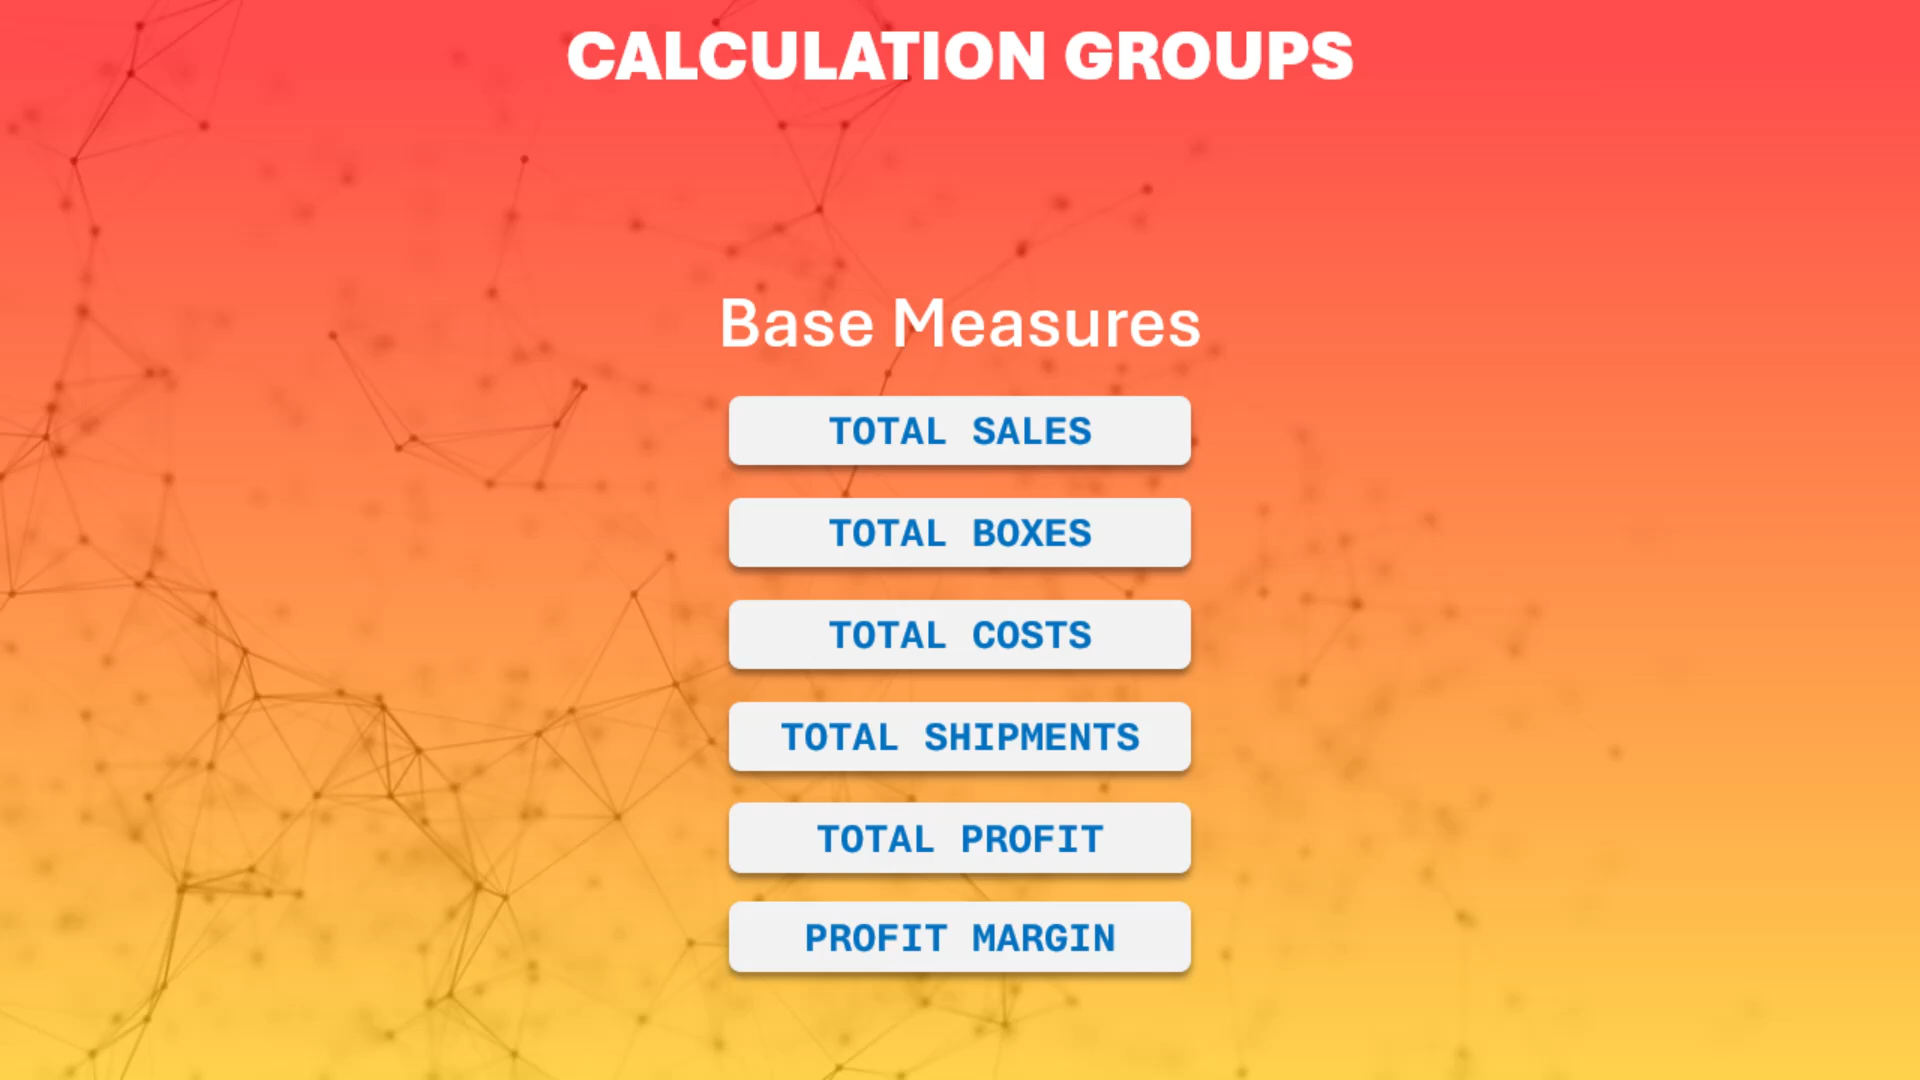 CALCULATION GROUPS
Base Measures
TOTAL SALES
TOTAL BOXES
TOTAL COSTS
TOTAL SHIPMENTS
TOTAL PROFIT
PROFIT MARGIN